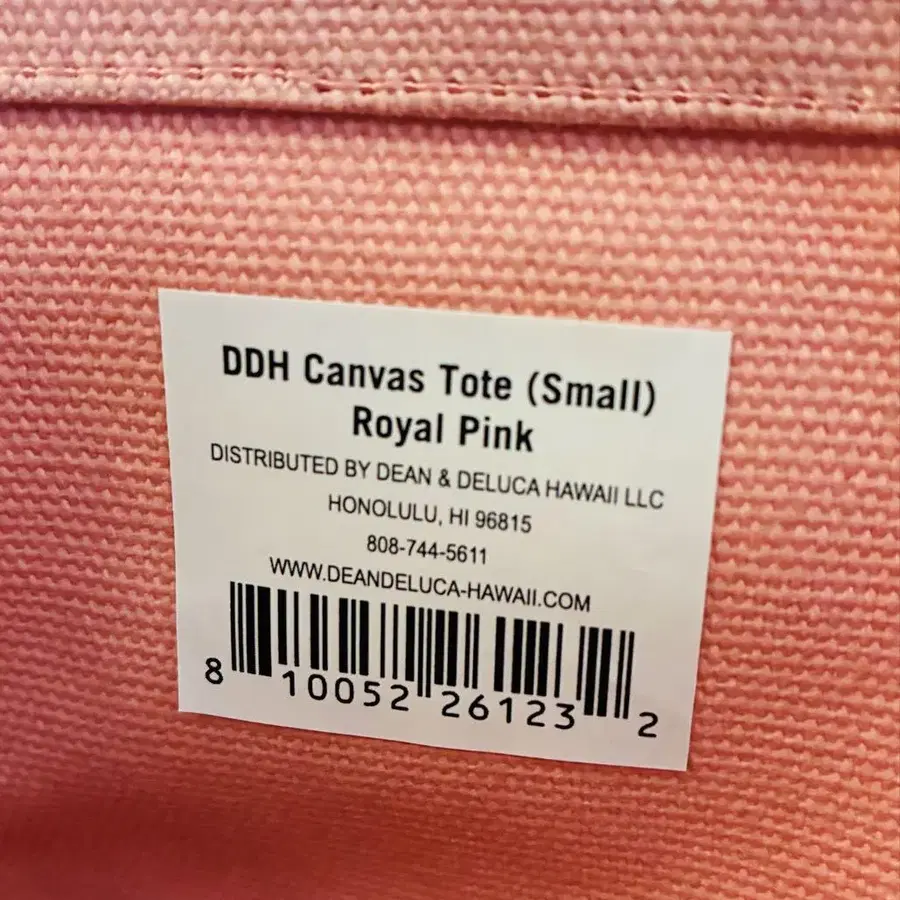 DDH Canvas Tote (Small)
Royal Pink
DISTRIBUTED BY DEAN & DELUCA HAWAII LLC
HONOLULU, HI 96815
808-744-5611
WWW.DEANDELUCA-HAWAII.COM
8 10052 26123 2